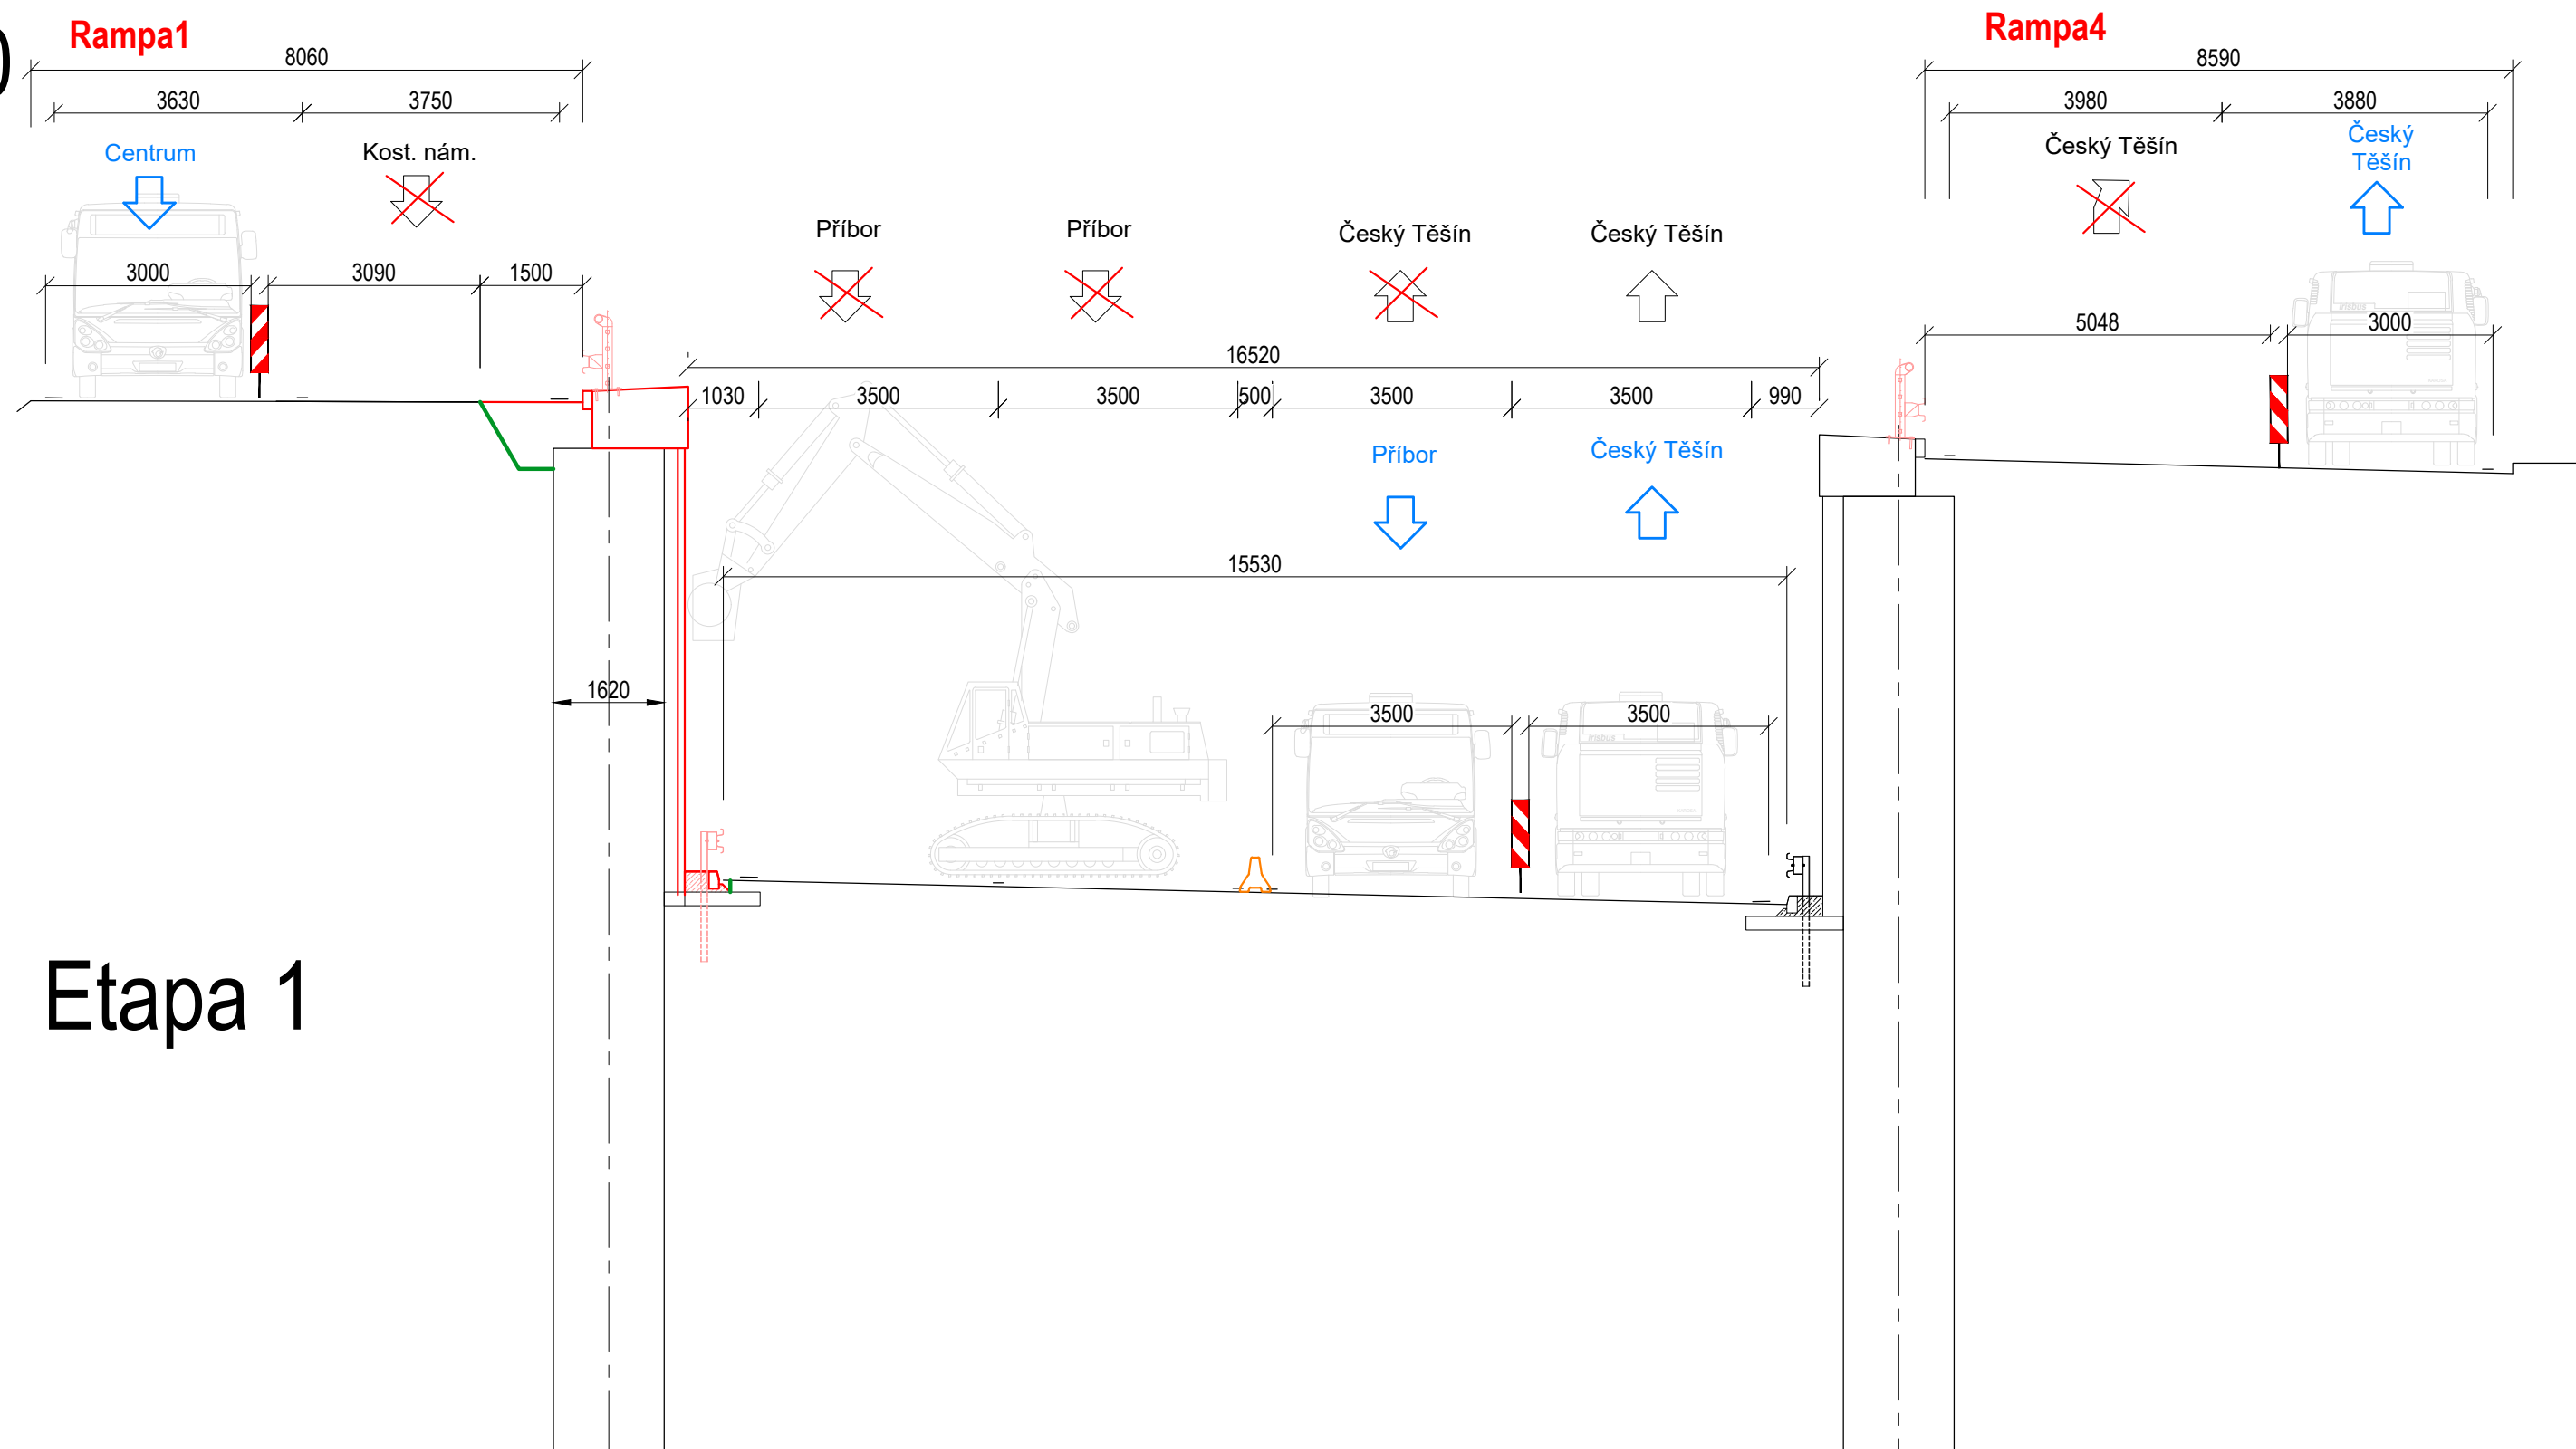 Rampa1
Rampa4
8060
8590
3630
3750
3980
3880
Centrum
Kost. nám.
Český Těšín
Český
Těšín
Příbor
Příbor
Český Těšín
Český Těšín
3000
3090
1500
5048
3000
16520
1030
3500
3500
500
3500
3500
990
Příbor
Český Těšín
15530
1620
3500
3500
Etapa 1